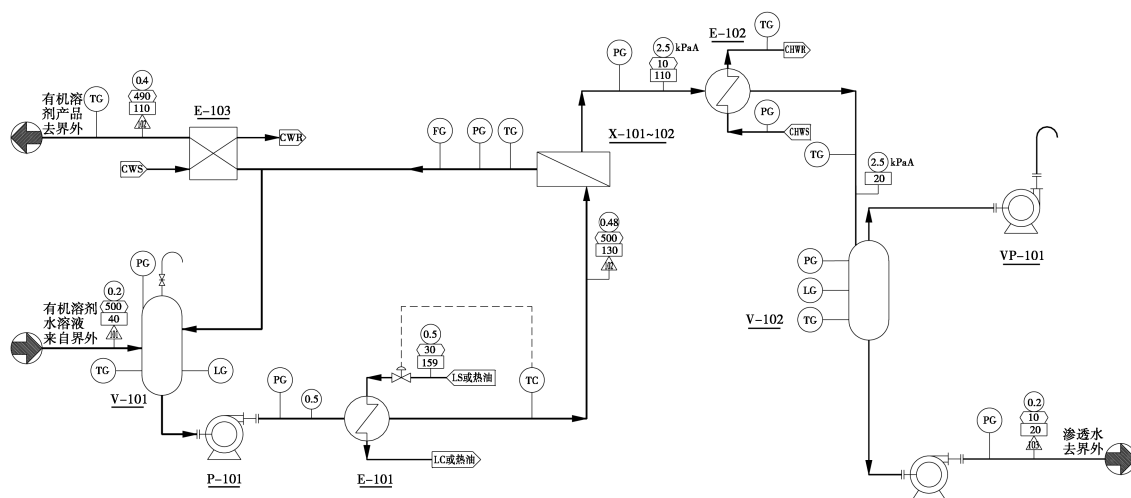 E-102
TG
CHWR
PG
2.5 kPaA
10
110
PG
CHWS
有机溶
剂产品
去界外
TG
0.4
490
110
102
E-103
CWR
CWS
FG
PG
TG
X-101~102
TG
2.5 kPaA
20
VP-101
0.48
500
130
102
PG
有机溶剂
水溶液
来自界外
0.2
500
40
101
TG
LG
V-101
PG
LG
TG
V-102
0.5
30
159
LS或热油
TC
PG
0.5
P-101
E-101
LC或热油
PG
0.2
10
20
103
渗透水
去界外